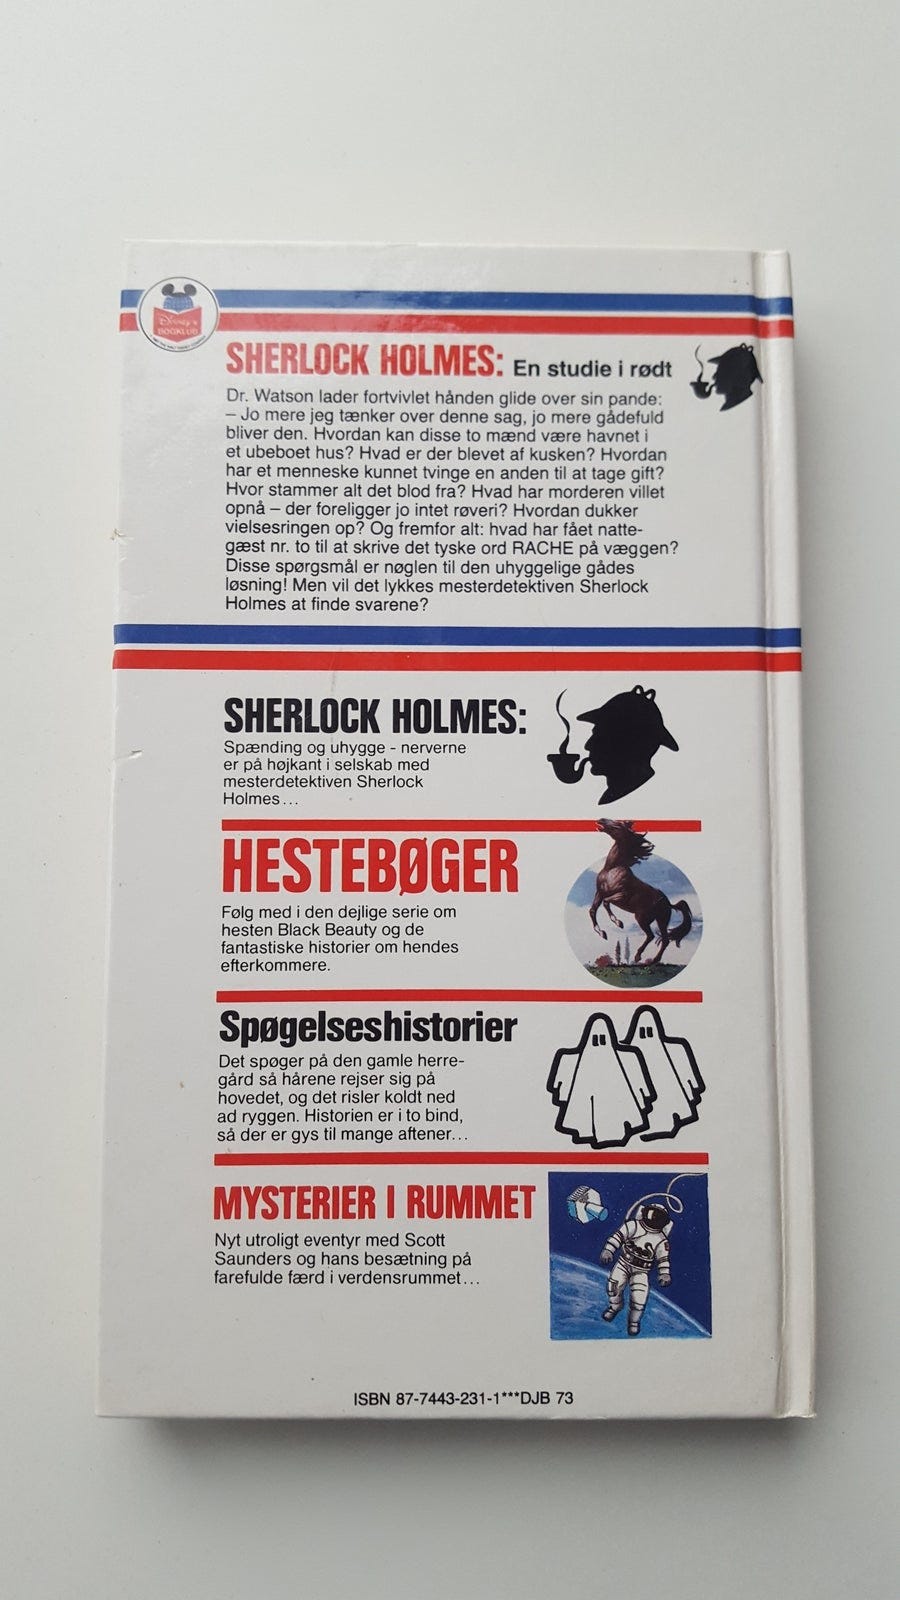 Disney's
BOGKLUB
SHERLOCK HOLMES: En studie i rødt
Dr. Watson lader fortvivlet hånden glide over sin pande:
– Jo mere jeg tænker over denne sag, jo mere gådefuld
bliver den. Hvordan kan disse to mænd være havnet i
et ubeboet hus? Hvad er der blevet af kusken? Hvordan
har et menneske kunnet tvinge en anden til at tage gift?
Hvor stammer alt det blod fra? Hvad har morderen villet
opnå – der foreligger jo intet røveri? Hvordan dukker
vielsesringen op? Og fremfor alt: hvad har fået natte-
gæst nr. to til at skrive det tyske ord RACHE på væggen?
Disse spørgsmål er nøglen til den uhyggelige gådes
løsning! Men vil det lykkes mesterdetektiven Sherlock
Holmes at finde svarene?
SHERLOCK HOLMES:
Spænding og uhygge - nerverne
er på højkant i selskab med
mesterdetektiven Sherlock
Holmes...
HESTEBØGER
Følg med i den dejlige serie om
hesten Black Beauty og de
fantastiske historier om hendes
efterkommere.
Spøgelseshistorier
Det spøger på den gamle herre-
gård så hårene rejser sig på
hovedet, og det risler koldt ned
ad ryggen. Historien er i to bind,
så der er gys til mange aftener...
MYSTERIER I RUMMET
Nyt utroligt eventyr med Scott
Saunders og hans besætning på
farefulde færd i verdensrummet...
ISBN 87-7443-231-1***DJB 73